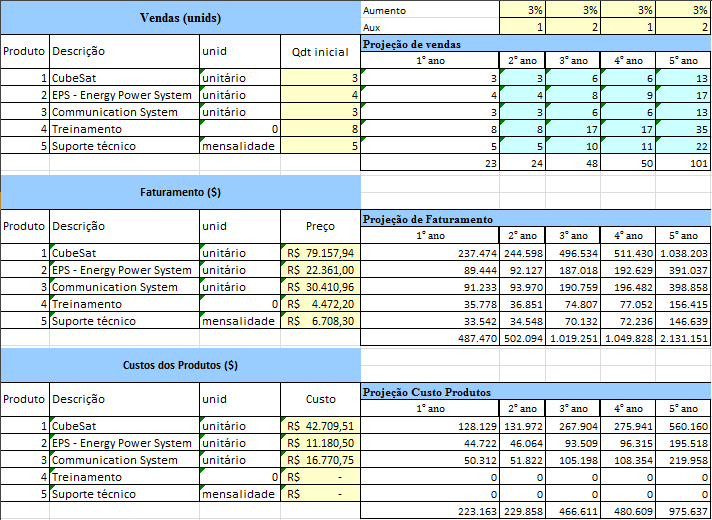 Vendas (unids) Aumento 3% 3% 3% 3%
Aux 1 2 1 2
Produto Descrição unid Qdt inicial Projeção de vendas
1º ano 2º ano 3º ano 4º ano 5º ano
1 CubeSat unitário 3 3 3 6 6 13
2 EPS - Energy Power System unitário 4 4 4 8 9 17
3 Communication System unitário 3 3 3 6 6 13
4 Treinamento 0 8 8 8 17 17 35
5 Suporte técnico mensalidade 5 5 5 10 11 22
23 24 48 50 101
Faturamento ($)
Produto Descrição unid Preço Projeção de Faturamento
1º ano 2º ano 3º ano 4º ano 5º ano
1 CubeSat unitário R$ 79.157,94 237.474 244.598 496.534 511.430 1.038.203
2 EPS - Energy Power System unitário R$ 22.361,00 89.444 92.127 187.018 192.629 391.037
3 Communication System unitário R$ 30.410,96 91.233 93.970 190.759 196.482 398.858
4 Treinamento 0 R$ 4.472,20 35.778 36.851 74.807 77.052 156.415
5 Suporte técnico mensalidade R$ 6.708,30 33.542 34.548 70.132 72.236 146.639
487.470 502.094 1.019.251 1.049.828 2.131.151
Custos dos Produtos ($)
Produto Descrição unid Custo Projeção Custo Produtos
1º ano 2º ano 3º ano 4º ano 5º ano
1 CubeSat unitário R$ 42.709,51 128.129 131.972 267.904 275.941 560.160
2 EPS - Energy Power System unitário R$ 11.180,50 44.722 46.064 93.509 96.315 195.518
3 Communication System unitário R$ 16.770,75 50.312 51.822 105.198 108.354 219.958
4 Treinamento 0 R$ - 0 0 0 0 0
5 Suporte técnico mensalidade R$ - 0 0 0 0 0
223.163 229.858 466.611 480.609 975.637